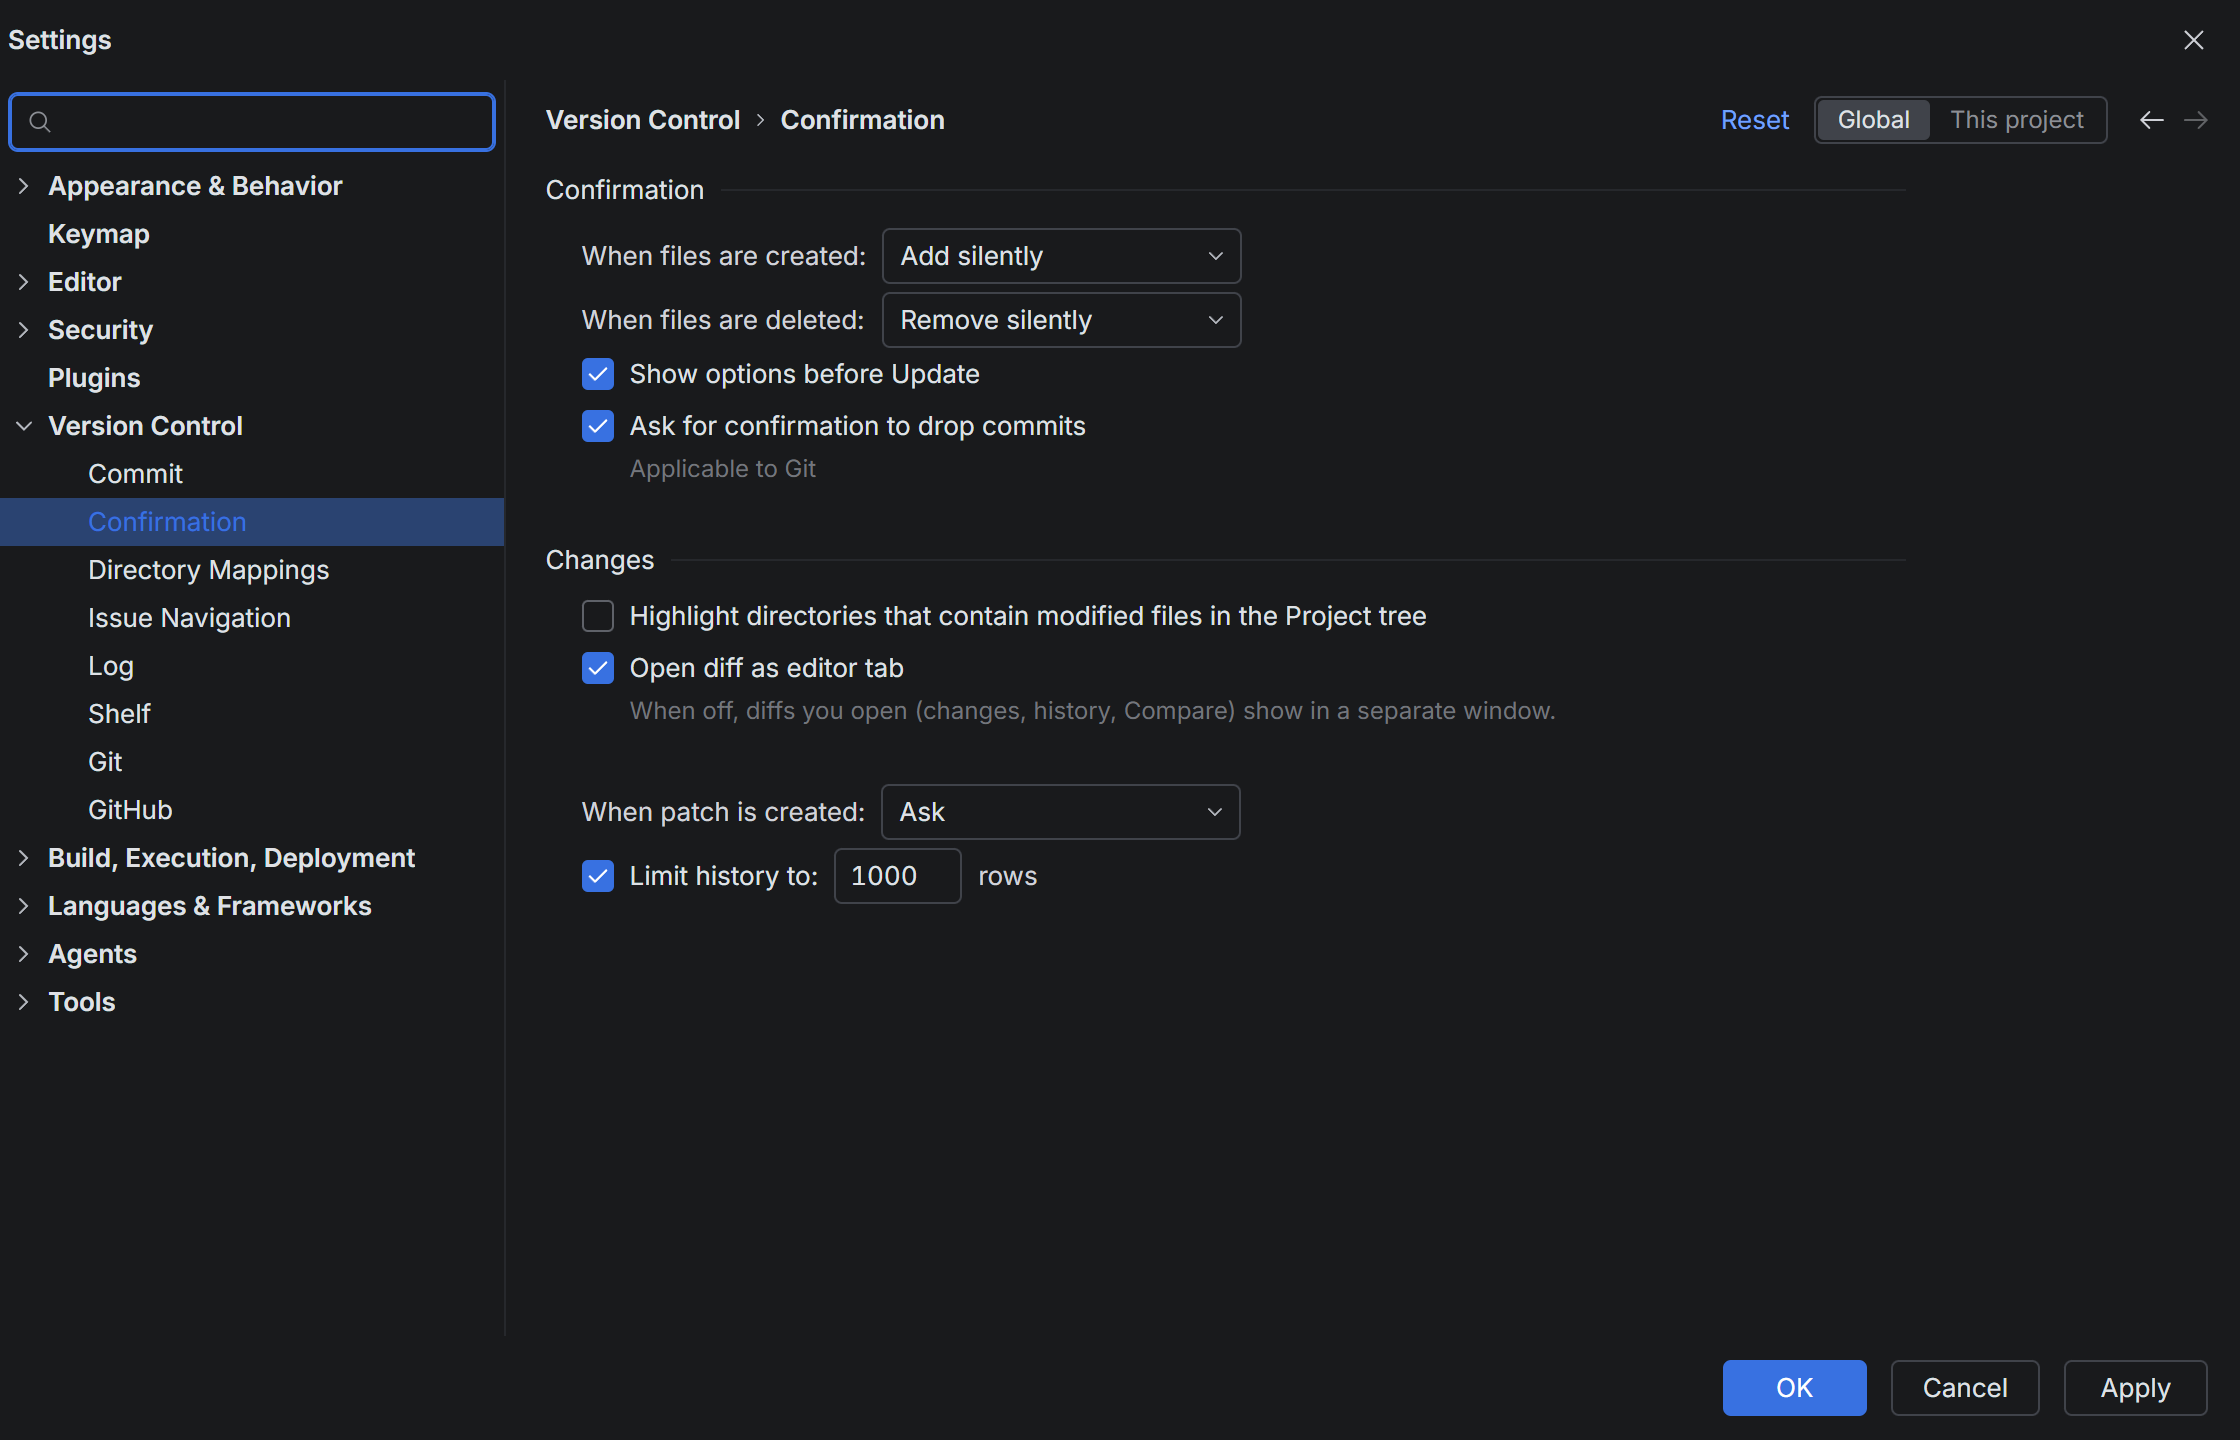 Settings
Appearance & Behavior
Keymap
Editor
Security
Plugins
Version Control
Commit
Confirmation
Directory Mappings
Issue Navigation
Log
Shelf
Git
GitHub
Build, Execution, Deployment
Languages & Frameworks
Agents
Tools
Version Control › Confirmation
Reset Global This project
Confirmation
When files are created: Add silently
When files are deleted: Remove silently
Show options before Update
Ask for confirmation to drop commits
Applicable to Git
Changes
Highlight directories that contain modified files in the Project tree
Open diff as editor tab
When off, diffs you open (changes, history, Compare) show in a separate window.
When patch is created: Ask
Limit history to: 1000 rows
OK Cancel Apply